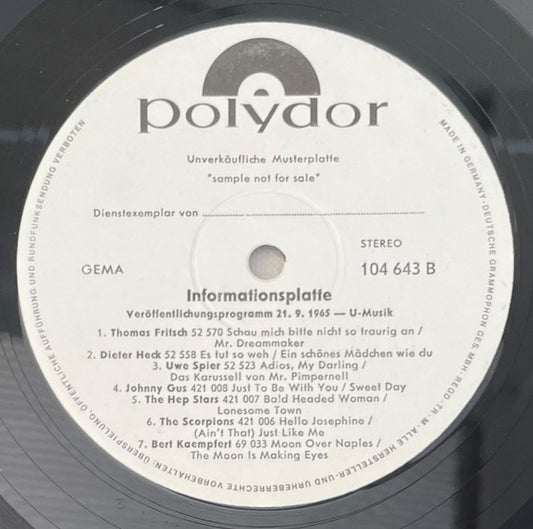 polydor
Unverkäufliche Musterplatte
"sample not for sale"
Dienstexemplar von
GEMA
STEREO
104 643 B
Informationsplatte
Veröffentlichungsprogramm 21. 9. 1965 — U-Musik
1. Thomas Fritsch 52 570 Schau mich bitte nicht so traurig an /
Mr. Dreammaker
2. Dieter Heck 52 558 Es tut so weh / Ein schönes Mädchen wie du
3. Uwe Spier 52 523 Adios, My Darling /
Das Karussell von Mr. Pimpernell
4. Johnny Gus 421 008 Just To Be With You / Sweet Day
5. The Hep Stars 421 007 Bald Headed Woman /
Lonesome Town
6. The Scorpions 421 006 Hello Josephine /
(Ain't That) Just Like Me
7. Bert Kaempfert 69 033 Moon Over Naples /
The Moon Is Making Eyes
MADE IN GERMANY · DEUTSCHE GRAMMOPHON GES. MBH REGD·TR·M · ALLE HERSTELLER- UND URHEBERRECHTE VORBEHALTEN. ÜBERSPIELUNG, ÖFFENTLICHE AUFFÜHRUNG UND RUNDFUNKSENDUNG VERBOTEN